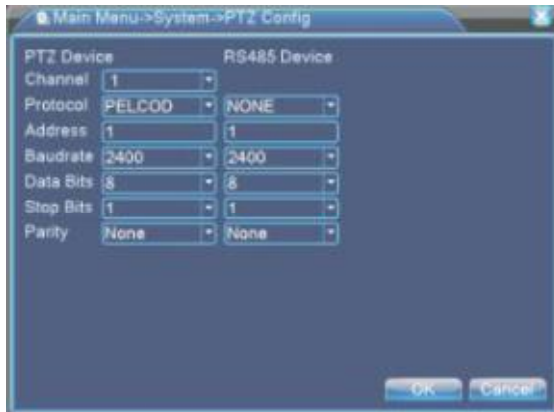 Main Menu->System->PTZ Config
PTZ Device RS485 Device
Channel 1
Protocol PELCOD NONE
Address 1 1
Baudrate 2400 2400
Data Bits 8 8
Stop Bits 1 1
Parity None None
OK Cancel